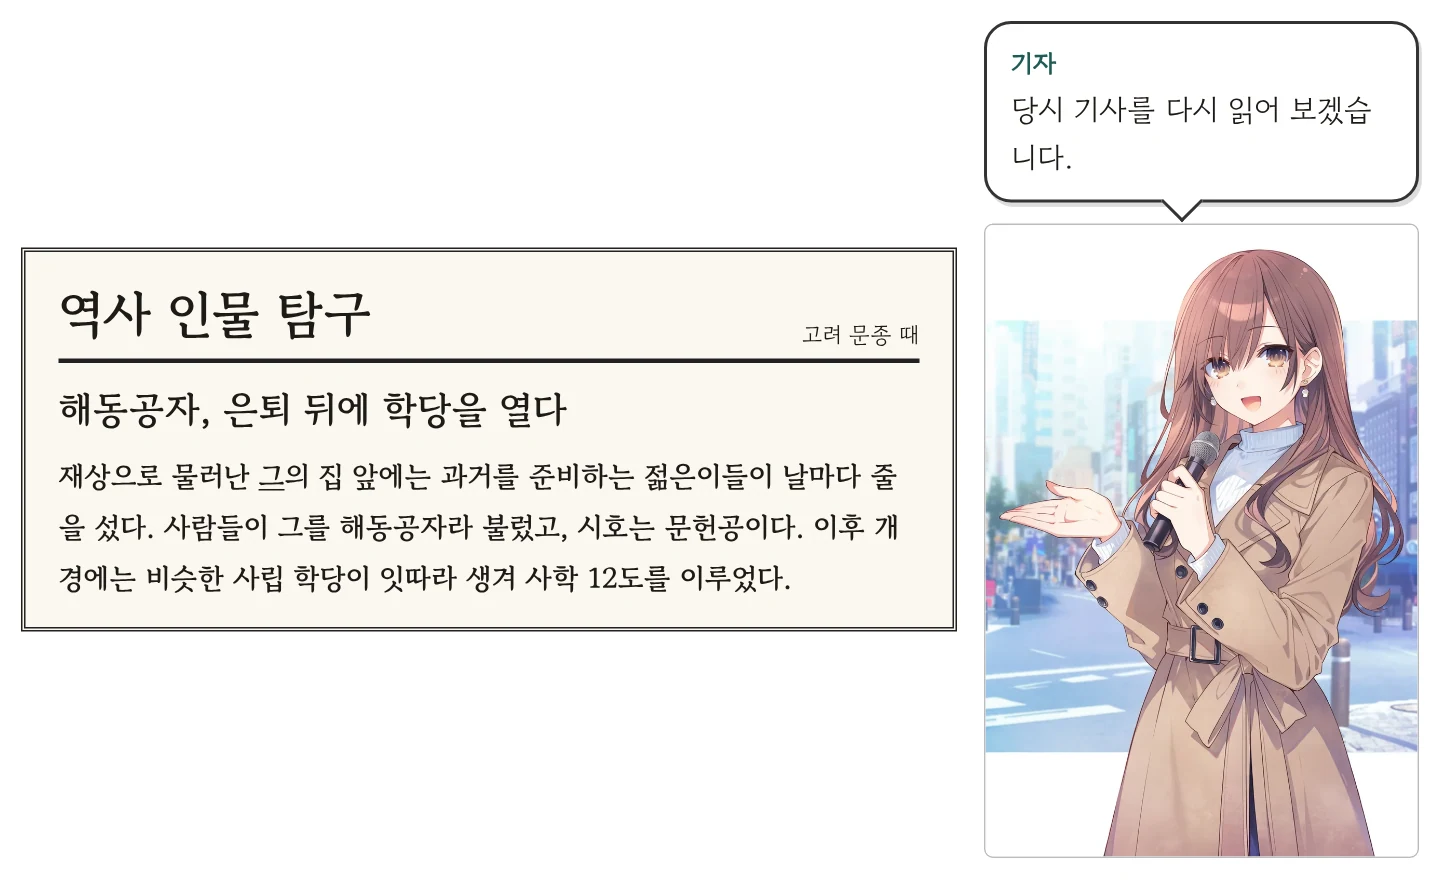 역사 인물 탐구
고려 문종 때
해동공자, 은퇴 뒤에 학당을 열다
재상으로 물러난 그의 집 앞에는 과거를 준비하는 젊은이들이 날마다 줄
을 섰다. 사람들이 그를 해동공자라 불렀고, 시호는 문헌공이다. 이후 개
경에는 비슷한 사립 학당이 잇따라 생겨 사학 12도를 이루었다.
기자
당시 기사를 다시 읽어 보겠습
니다.